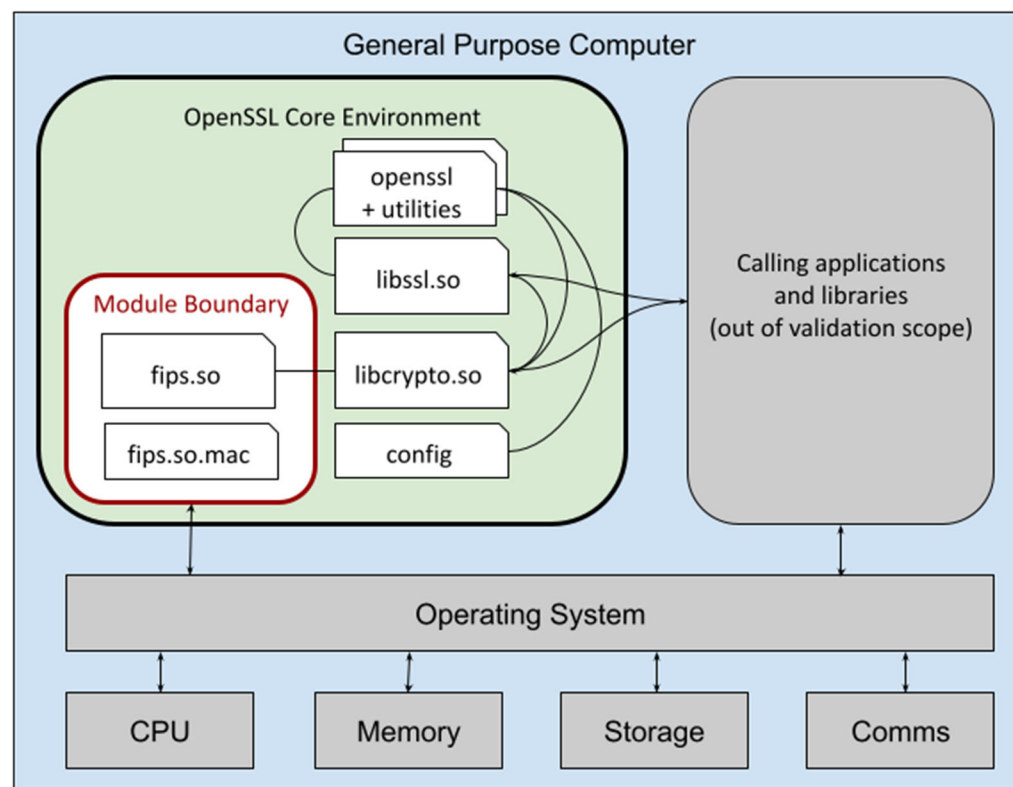 General Purpose Computer
OpenSSL Core Environment
openssl
+ utilities
libssl.so
Module Boundary
fips.so
libcrypto.so
fips.so.mac
config
Calling applications
and libraries
(out of validation scope)
Operating System
CPU
Memory
Storage
Comms